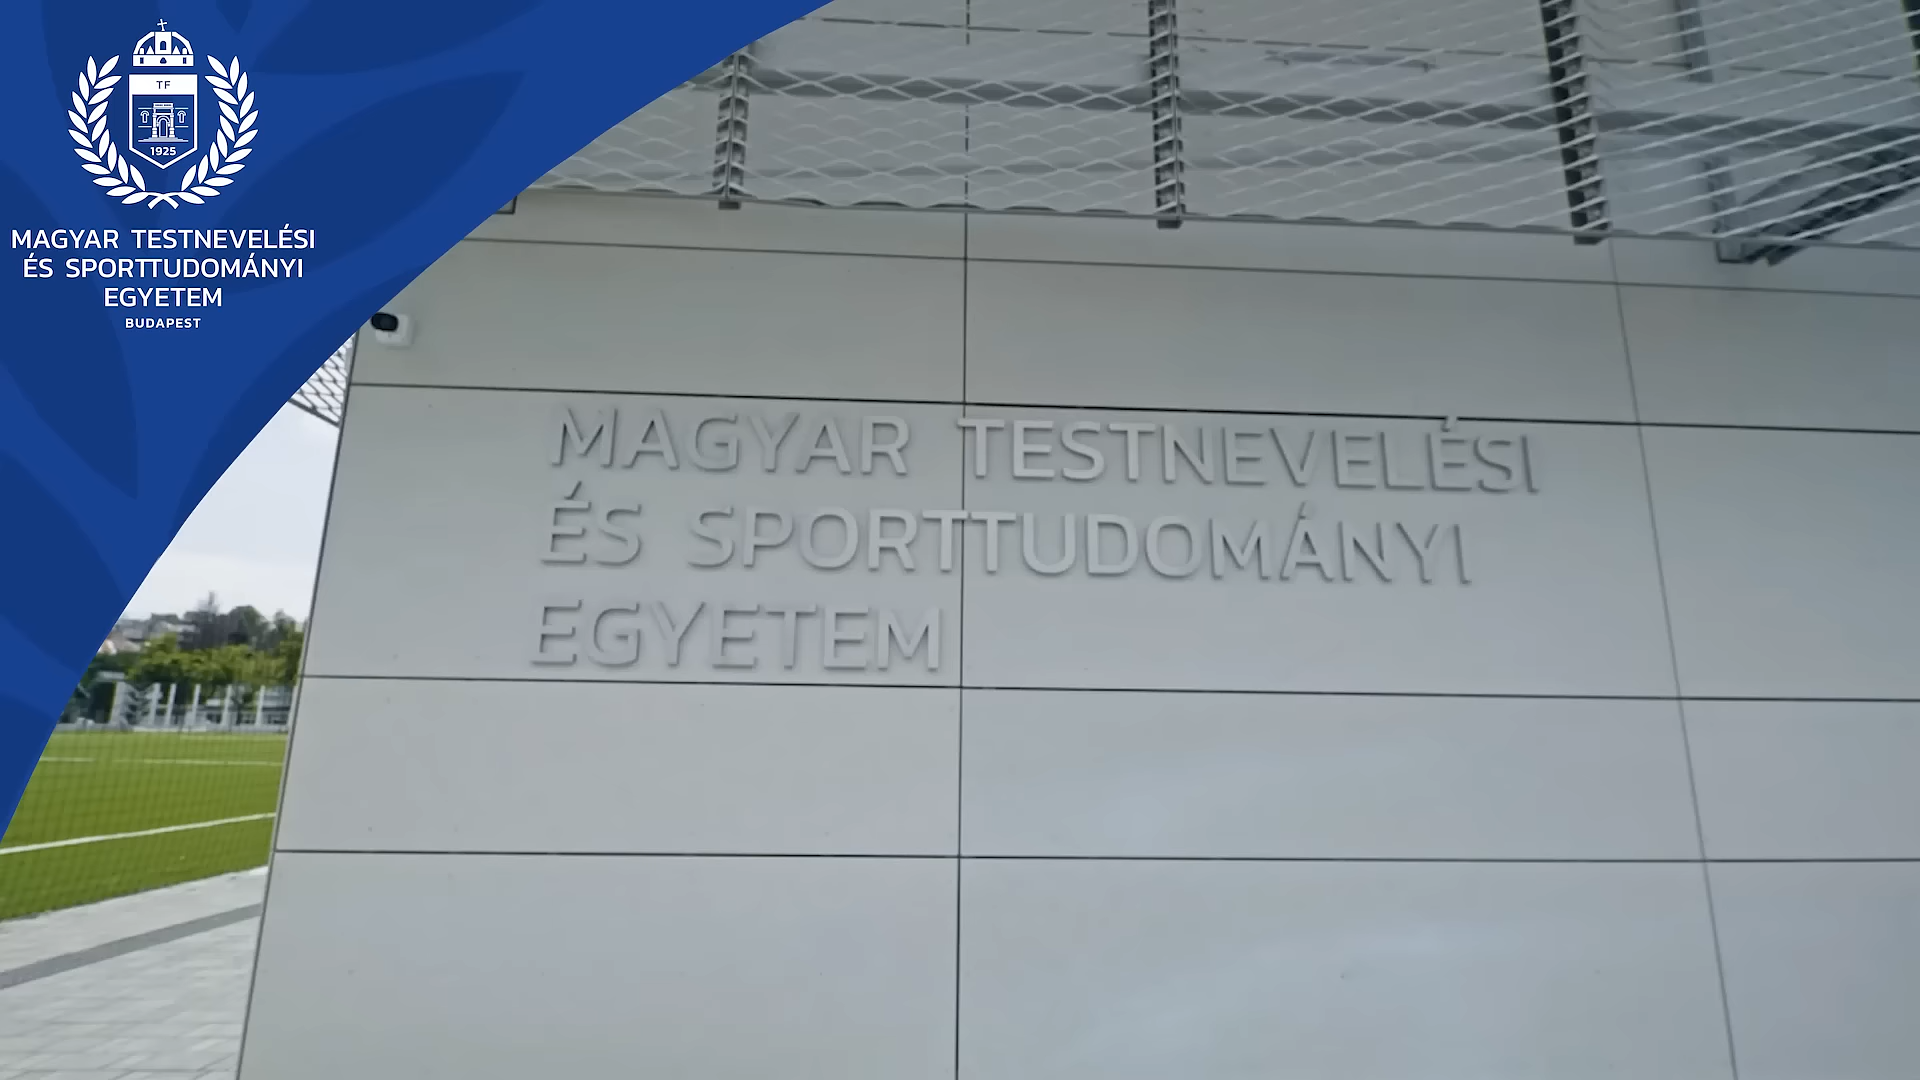 TF
1925
MAGYAR TESTNEVELÉSI
ÉS SPORTTUDOMÁNYI
EGYETEM
BUDAPEST
MAGYAR TESTNEVELÉSI
ÉS SPORTTUDOMÁNYI
EGYETEM